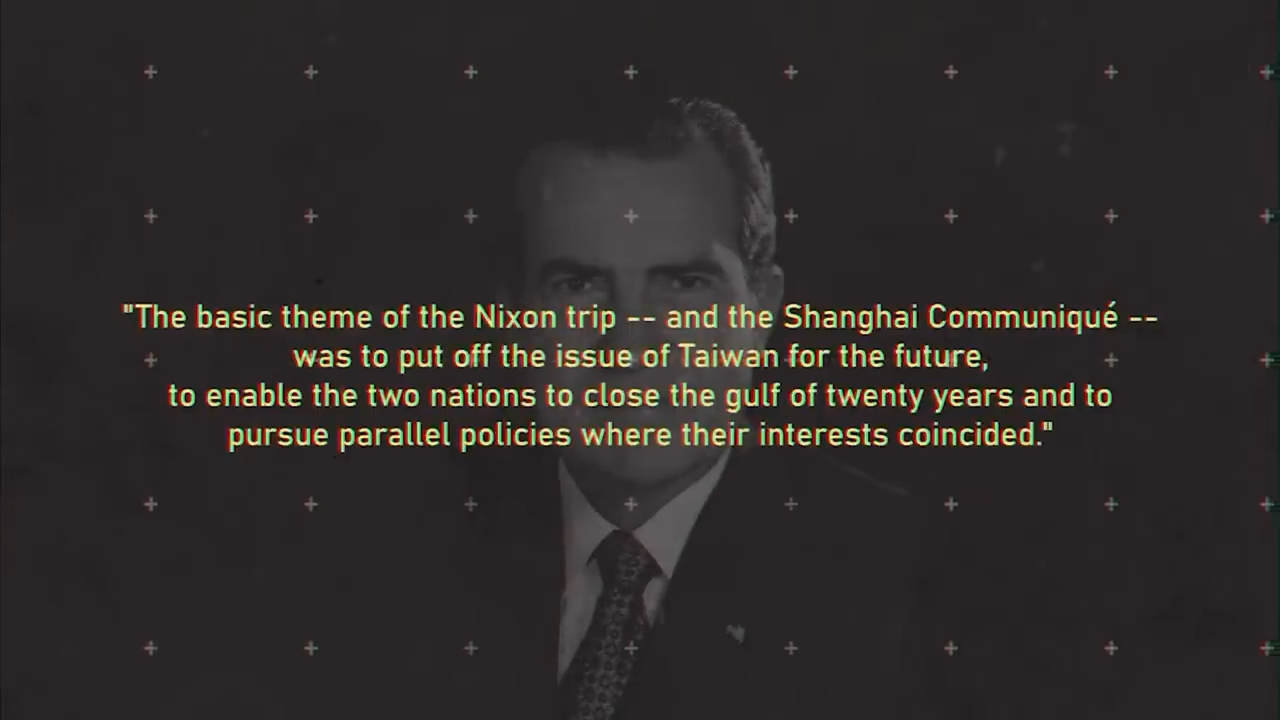 "The basic theme of the Nixon trip -- and the Shanghai Communiqué --
was to put off the issue of Taiwan for the future,
to enable the two nations to close the gulf of twenty years and to
pursue parallel policies where their interests coincided."